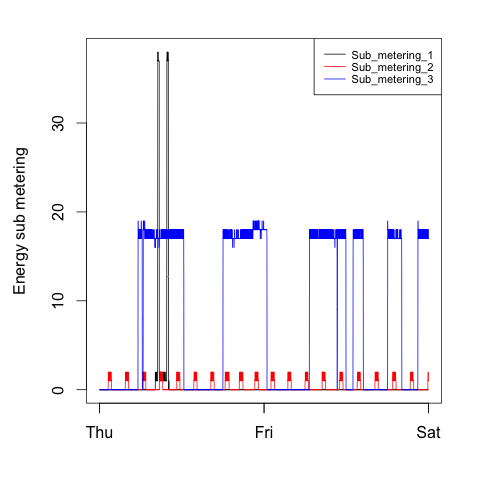 Sub_metering_1
Sub_metering_2
Sub_metering_3
Energy sub metering
30
20
10
0
Thu Fri Sat